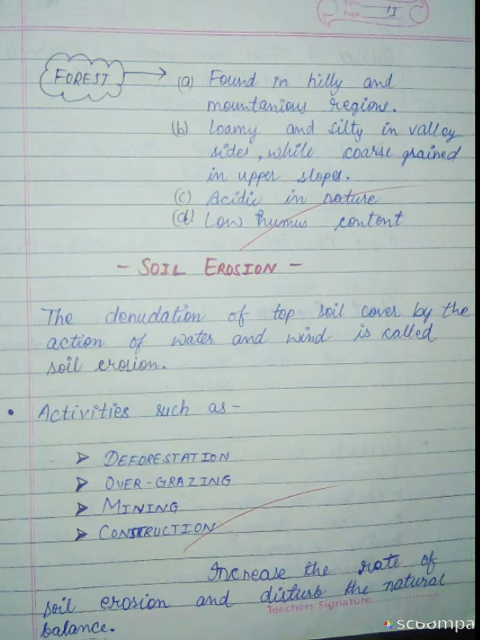 13
FOREST → (a) Found in hilly and
mountanious regions.
(b) Loamy and silty in valley
sides, while coarse grained
in upper slopes.
(c) Acidic in nature
(d) Low humus content
- SOIL EROSION -
The denudation of top soil cover by the
action of water and wind is called
soil erosion.
• Activities such as -
➤ DEFORESTATION
➤ OVER-GRAZING
➤ MINING
➤ CONSTRUCTION
Increase the rate of
soil erosion and disturb the natural
balance.
Teachers Signature
scoompa